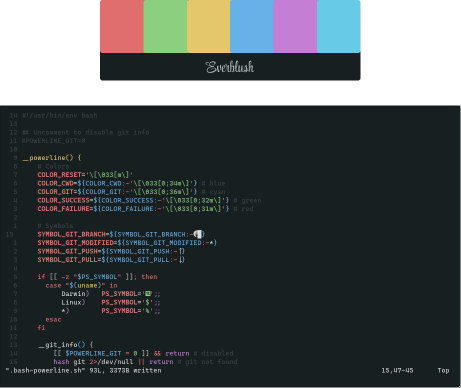 Everblush
14 #!/usr/bin/env bash
13
12 ## Uncomment to disable git info
11 #POWERLINE_GIT=0
10
9 __powerline() {
8 # Colors
7 COLOR_RESET='\[\033[m\]'
6 COLOR_CWD=${COLOR_CWD:-'\[\033[0;34m\]'} # blue
5 COLOR_GIT=${COLOR_GIT:-'\[\033[0;36m\]'} # cyan
4 COLOR_SUCCESS=${COLOR_SUCCESS:-'\[\033[0;32m\]'} # green
3 COLOR_FAILURE=${COLOR_FAILURE:-'\[\033[0;31m\]'} # red
2
1 # Symbols
15 SYMBOL_GIT_BRANCH=${SYMBOL_GIT_BRANCH:-}
1 SYMBOL_GIT_MODIFIED=${SYMBOL_GIT_MODIFIED:-*}
2 SYMBOL_GIT_PUSH=${SYMBOL_GIT_PUSH:-↑}
3 SYMBOL_GIT_PULL=${SYMBOL_GIT_PULL:-↓}
4
5 if [[ -z "$PS_SYMBOL" ]]; then
6 case "$(uname)" in
7 Darwin) PS_SYMBOL='';;
8 Linux) PS_SYMBOL='$';;
9 *) PS_SYMBOL='%';;
10 esac
11 fi
12
13 __git_info() {
14 [[ $POWERLINE_GIT = 0 ]] && return # disabled
15 hash git 2>/dev/null || return # git not found
".bash-powerline.sh" 93L, 3373B written 15,47-45 Top